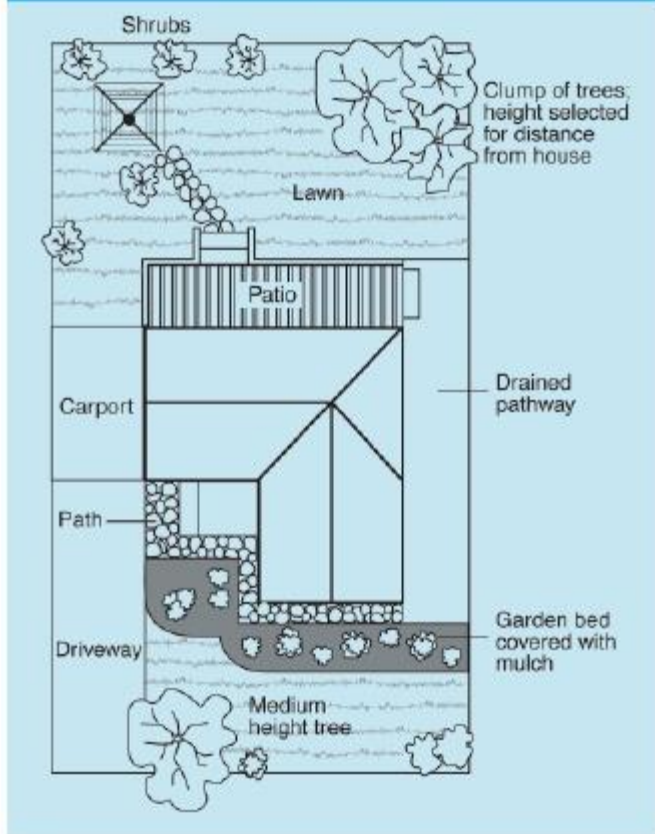 Shrubs
Clump of trees;
height selected
for distance
from house
Lawn
Patio
Drained
pathway
Carport
Path
Garden bed
covered with
mulch
Driveway
Medium
height tree